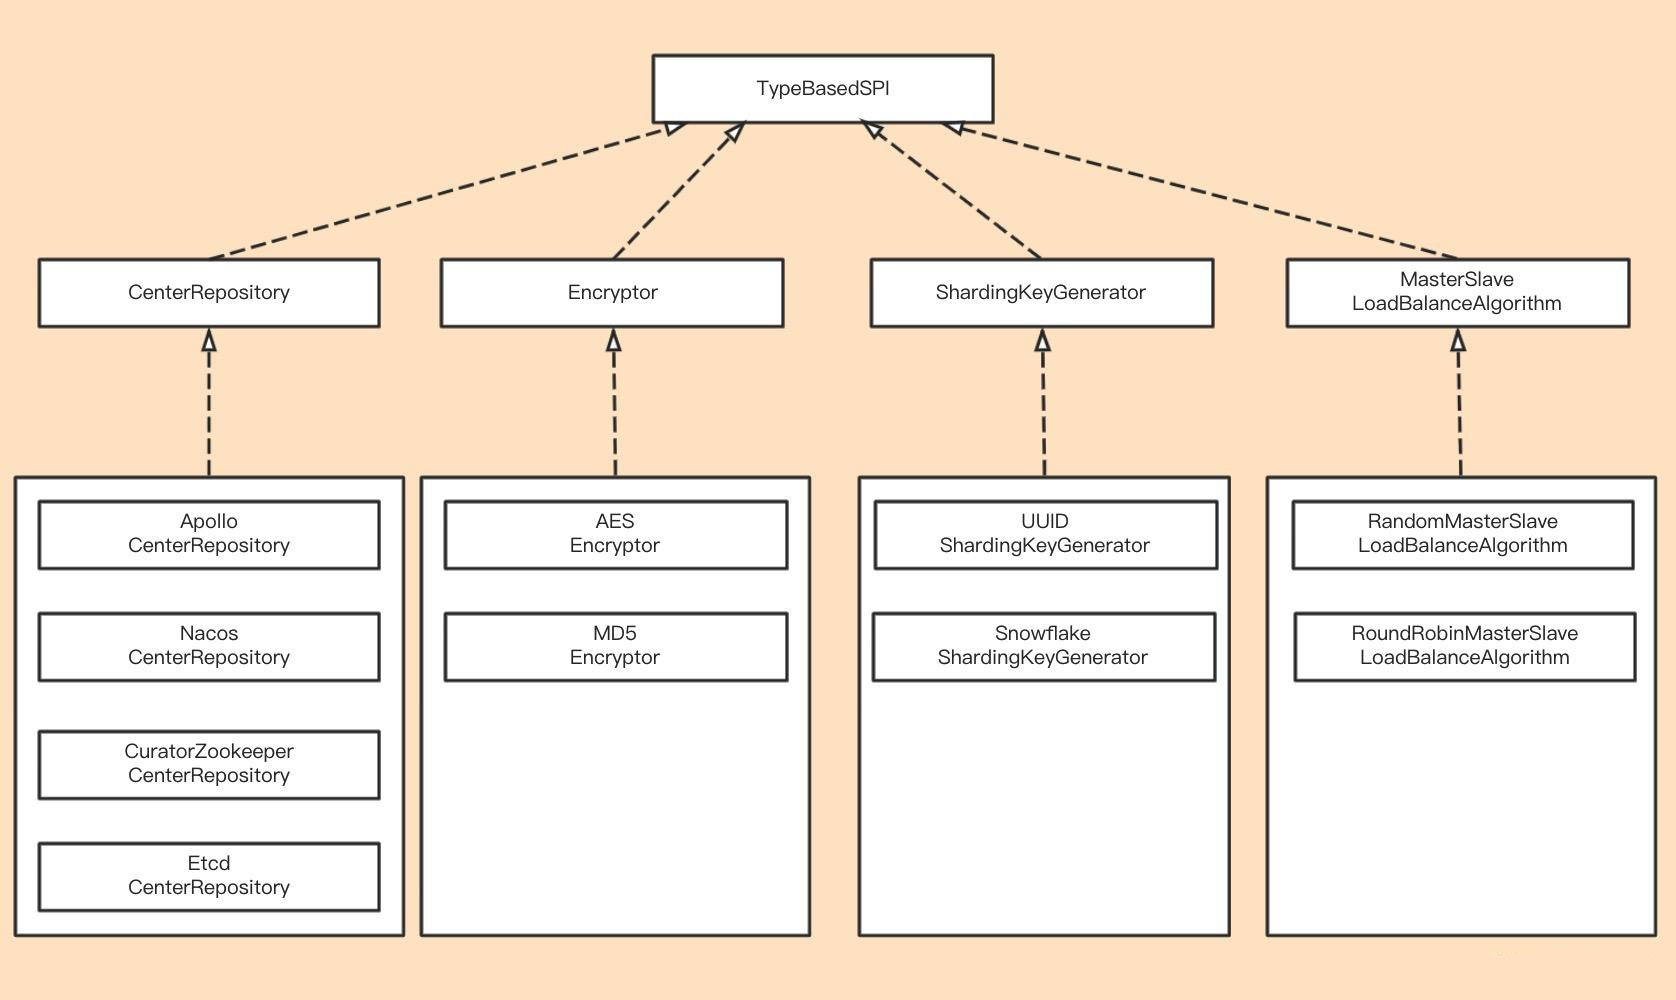 TypeBasedSPI
CenterRepository
Encryptor
ShardingKeyGenerator
MasterSlave
LoadBalanceAlgorithm
Apollo
CenterRepository
Nacos
CenterRepository
CuratorZookeeper
CenterRepository
Etcd
CenterRepository
AES
Encryptor
MD5
Encryptor
UUID
ShardingKeyGenerator
Snowflake
ShardingKeyGenerator
RandomMasterSlave
LoadBalanceAlgorithm
RoundRobinMasterSlave
LoadBalanceAlgorithm